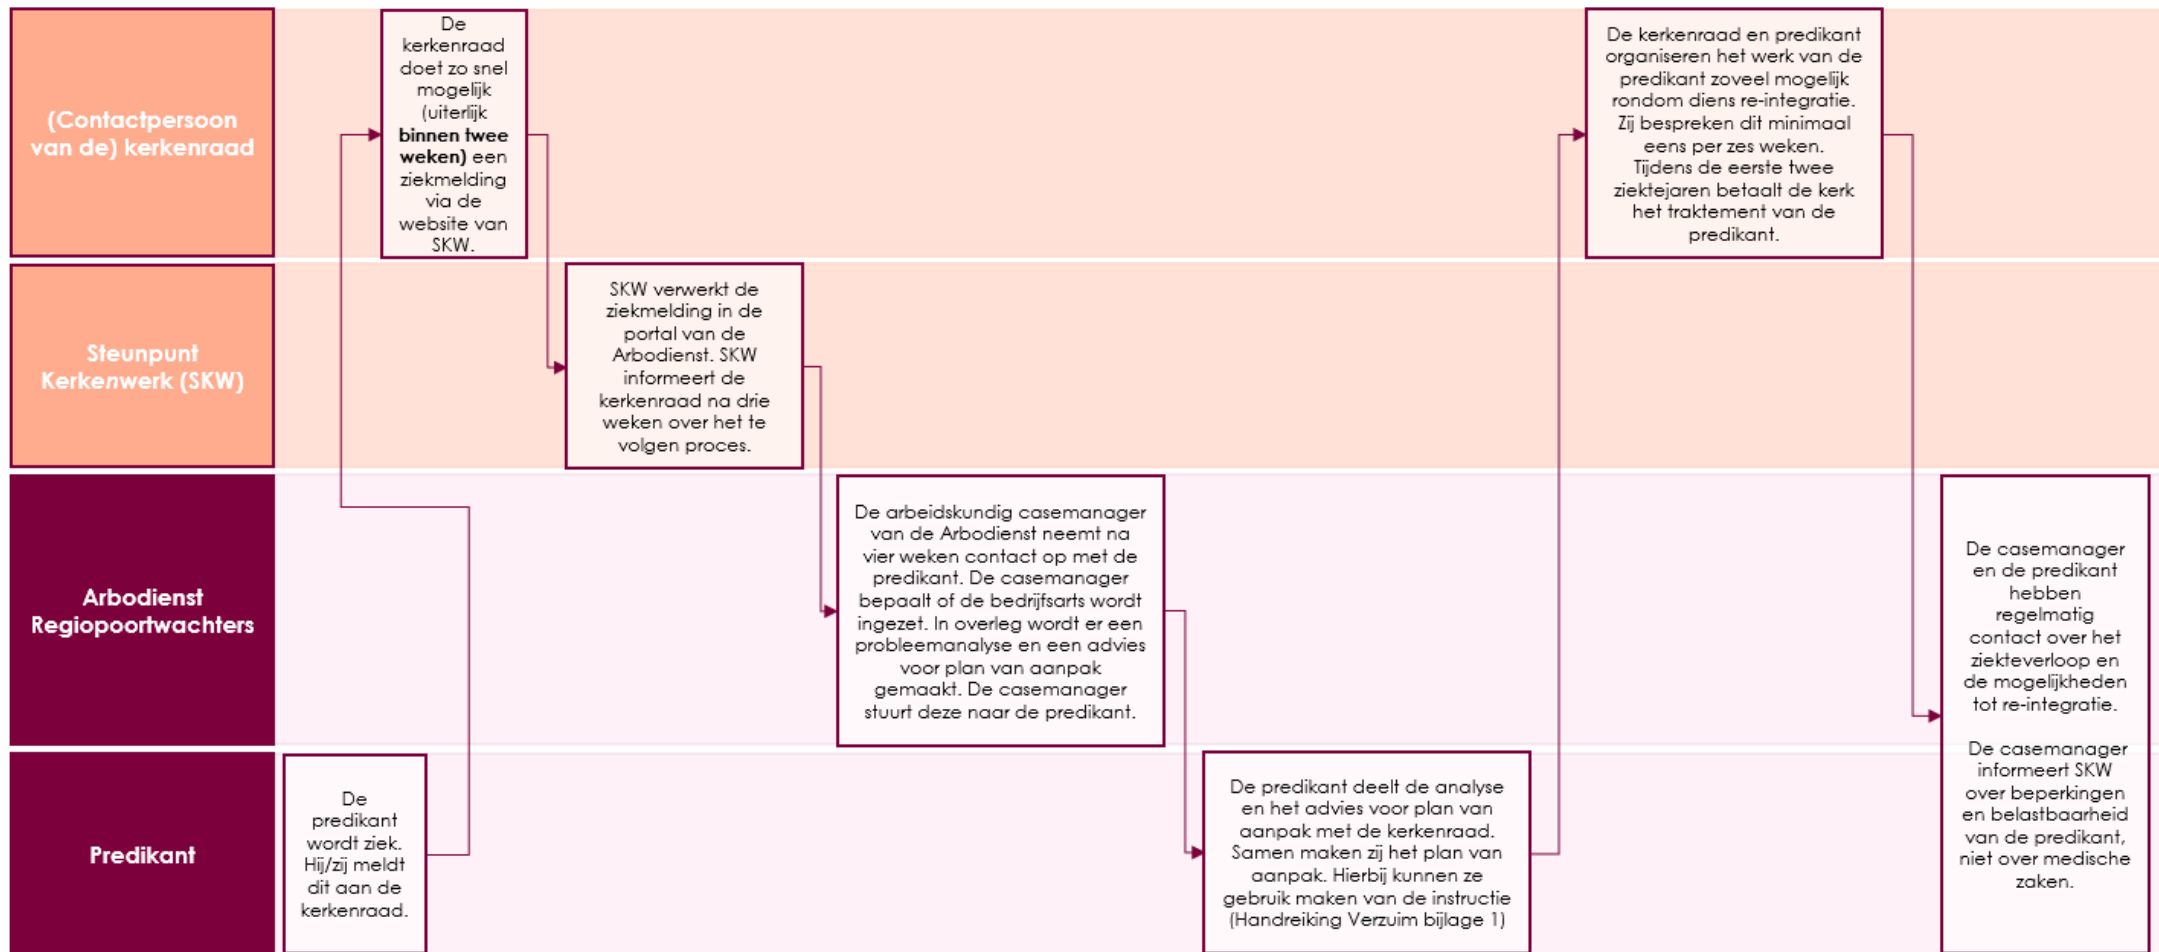 (Contactpersoon
van de) kerkenraad
De
kerkenraad
doet zo snel
mogelijk
(uiterlijk
binnen twee
weken) een
ziekmelding
via de
website van
SKW.
De kerkenraad en predikant
organiseren het werk van de
predikant zoveel mogelijk
rondom diens re-integratie.
Zij bespreken dit minimaal
eens per zes weken.
Tijdens de eerste twee
ziektejaren betaalt de kerk
het traktement van de
predikant.
Steunpunt
Kerkenwerk (SKW)
SKW verwerkt de
ziekmelding in de
portal van de
Arbodienst. SKW
informeert de
kerkenraad na drie
weken over het te
volgen proces.
Arbodienst
Regiopoortwachters
De arbeidskundig casemanager
van de Arbodienst neemt na
vier weken contact op met de
predikant. De casemanager
bepaalt of de bedrijfsarts wordt
ingezet. In overleg wordt er een
probleemanalyse en een advies
voor plan van aanpak
gemaakt. De casemanager
stuurt deze naar de predikant.
De casemanager
en de predikant
hebben
regelmatig
contact over het
ziekteverloop en
de mogelijkheden
tot re-integratie.
De casemanager
informeert SKW
over beperkingen
en belastbaarheid
van de predikant,
niet over medische
zaken.
Predikant
De
predikant
wordt ziek.
Hij/zij meldt
dit aan de
kerkenraad.
De predikant deelt de analyse
en het advies voor plan van
aanpak met de kerkenraad.
Samen maken zij het plan van
aanpak. Hierbij kunnen ze
gebruik maken van de instructie
(Handreiking Verzuim bijlage 1)